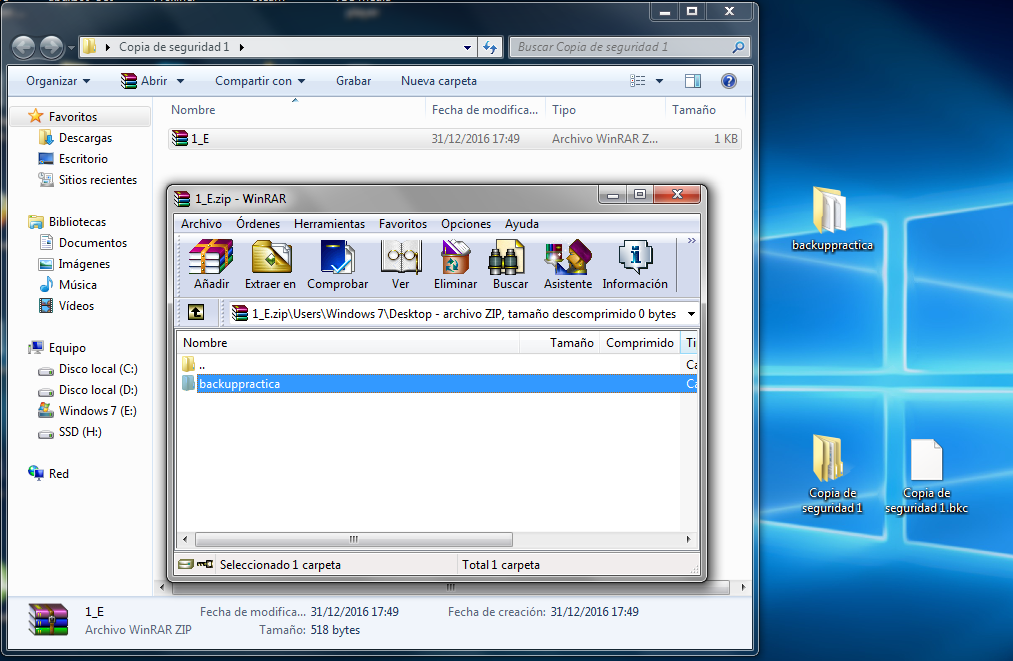 Copia de seguridad 1
Buscar Copia de seguridad 1
Organizar
Abrir
Compartir con
Grabar
Nueva carpeta
Nombre
Fecha de modifica...
Tipo
Tamaño
1_E
31/12/2016 17:49
Archivo WinRAR Z...
1 KB
Favoritos
Descargas
Escritorio
Sitios recientes
Bibliotecas
Documentos
Imágenes
Música
Vídeos
Equipo
Disco local (C:)
Disco local (D:)
Windows 7 (E:)
SSD (H:)
Red
1_E.zip - WinRAR
Archivo
Órdenes
Herramientas
Favoritos
Opciones
Ayuda
Añadir
Extraer en
Comprobar
Ver
Eliminar
Buscar
Asistente
Información
1_E.zip\Users\Windows 7\Desktop - archivo ZIP, tamaño descomprimido 0 bytes
Nombre
Tamaño
Comprimido
Ti
..
Ca
backuppractica
Ca
Seleccionado 1 carpeta
Total 1 carpeta
1_E
Fecha de modifica... 31/12/2016 17:49
Fecha de creación: 31/12/2016 17:49
Archivo WinRAR ZIP
Tamaño: 518 bytes
backuppractica
Copia de
seguridad 1
Copia de
seguridad 1.bkc